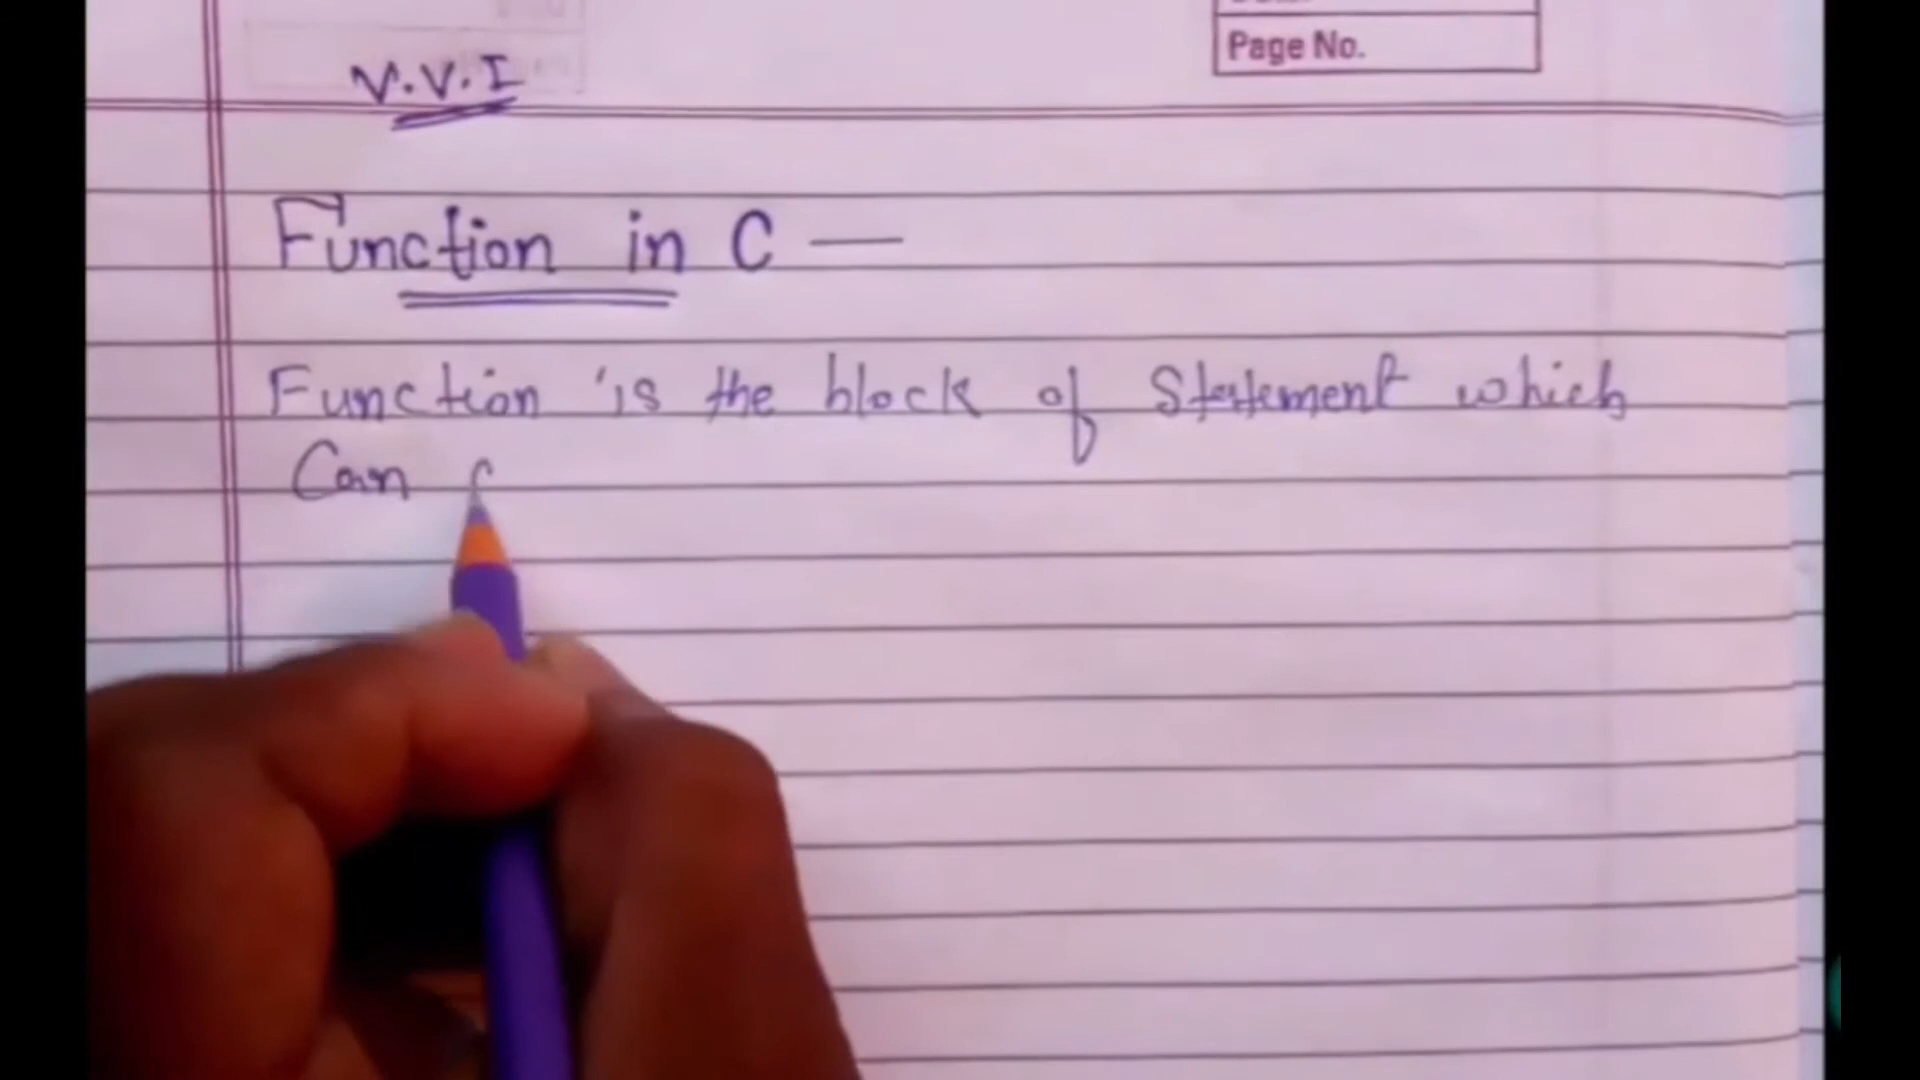 Page No.
V.V.I
Function in C —
Function is the block of Statement which
Can